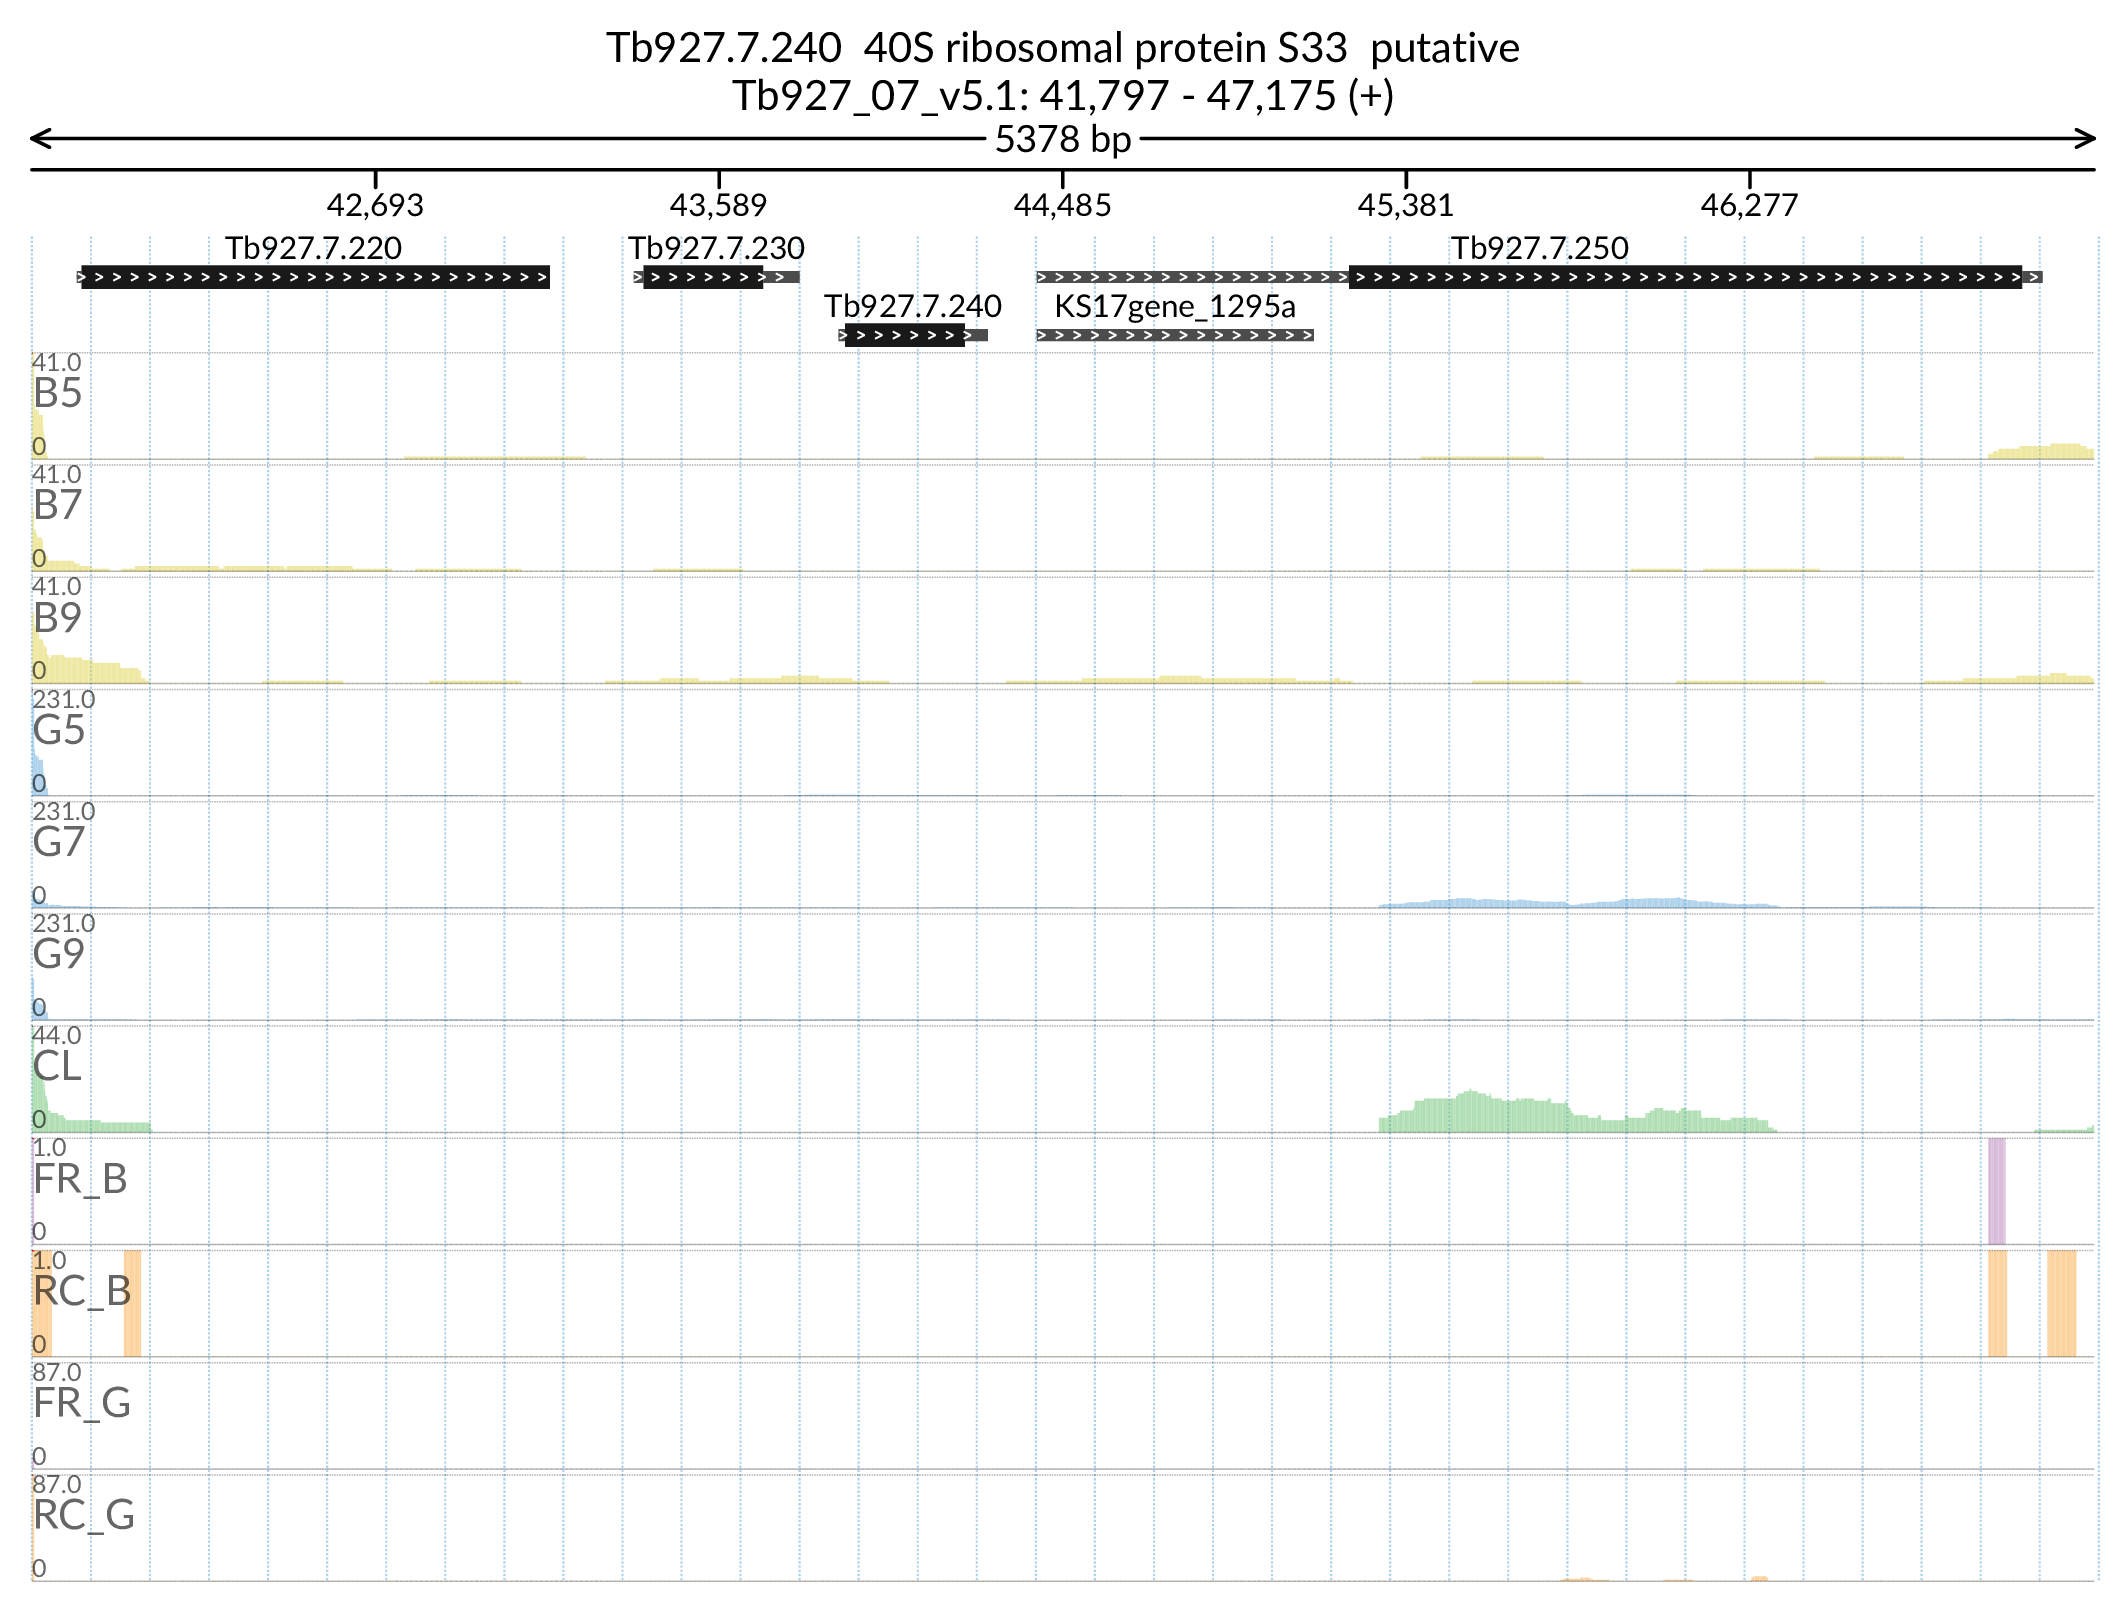 Tb927.7.240  40S ribosomal protein S33  putative
Tb927_07_v5.1: 41,797 - 47,175 (+)
5378 bp
42,693 43,589 44,485 45,381 46,277
Tb927.7.220 Tb927.7.230 Tb927.7.250
Tb927.7.240 KS17gene_1295a
41.0
B5
0
41.0
B7
0
41.0
B9
0
231.0
G5
0
231.0
G7
0
231.0
G9
0
44.0
CL
0
1.0
FR_B
0
1.0
RC_B
0
87.0
FR_G
0
87.0
RC_G
0